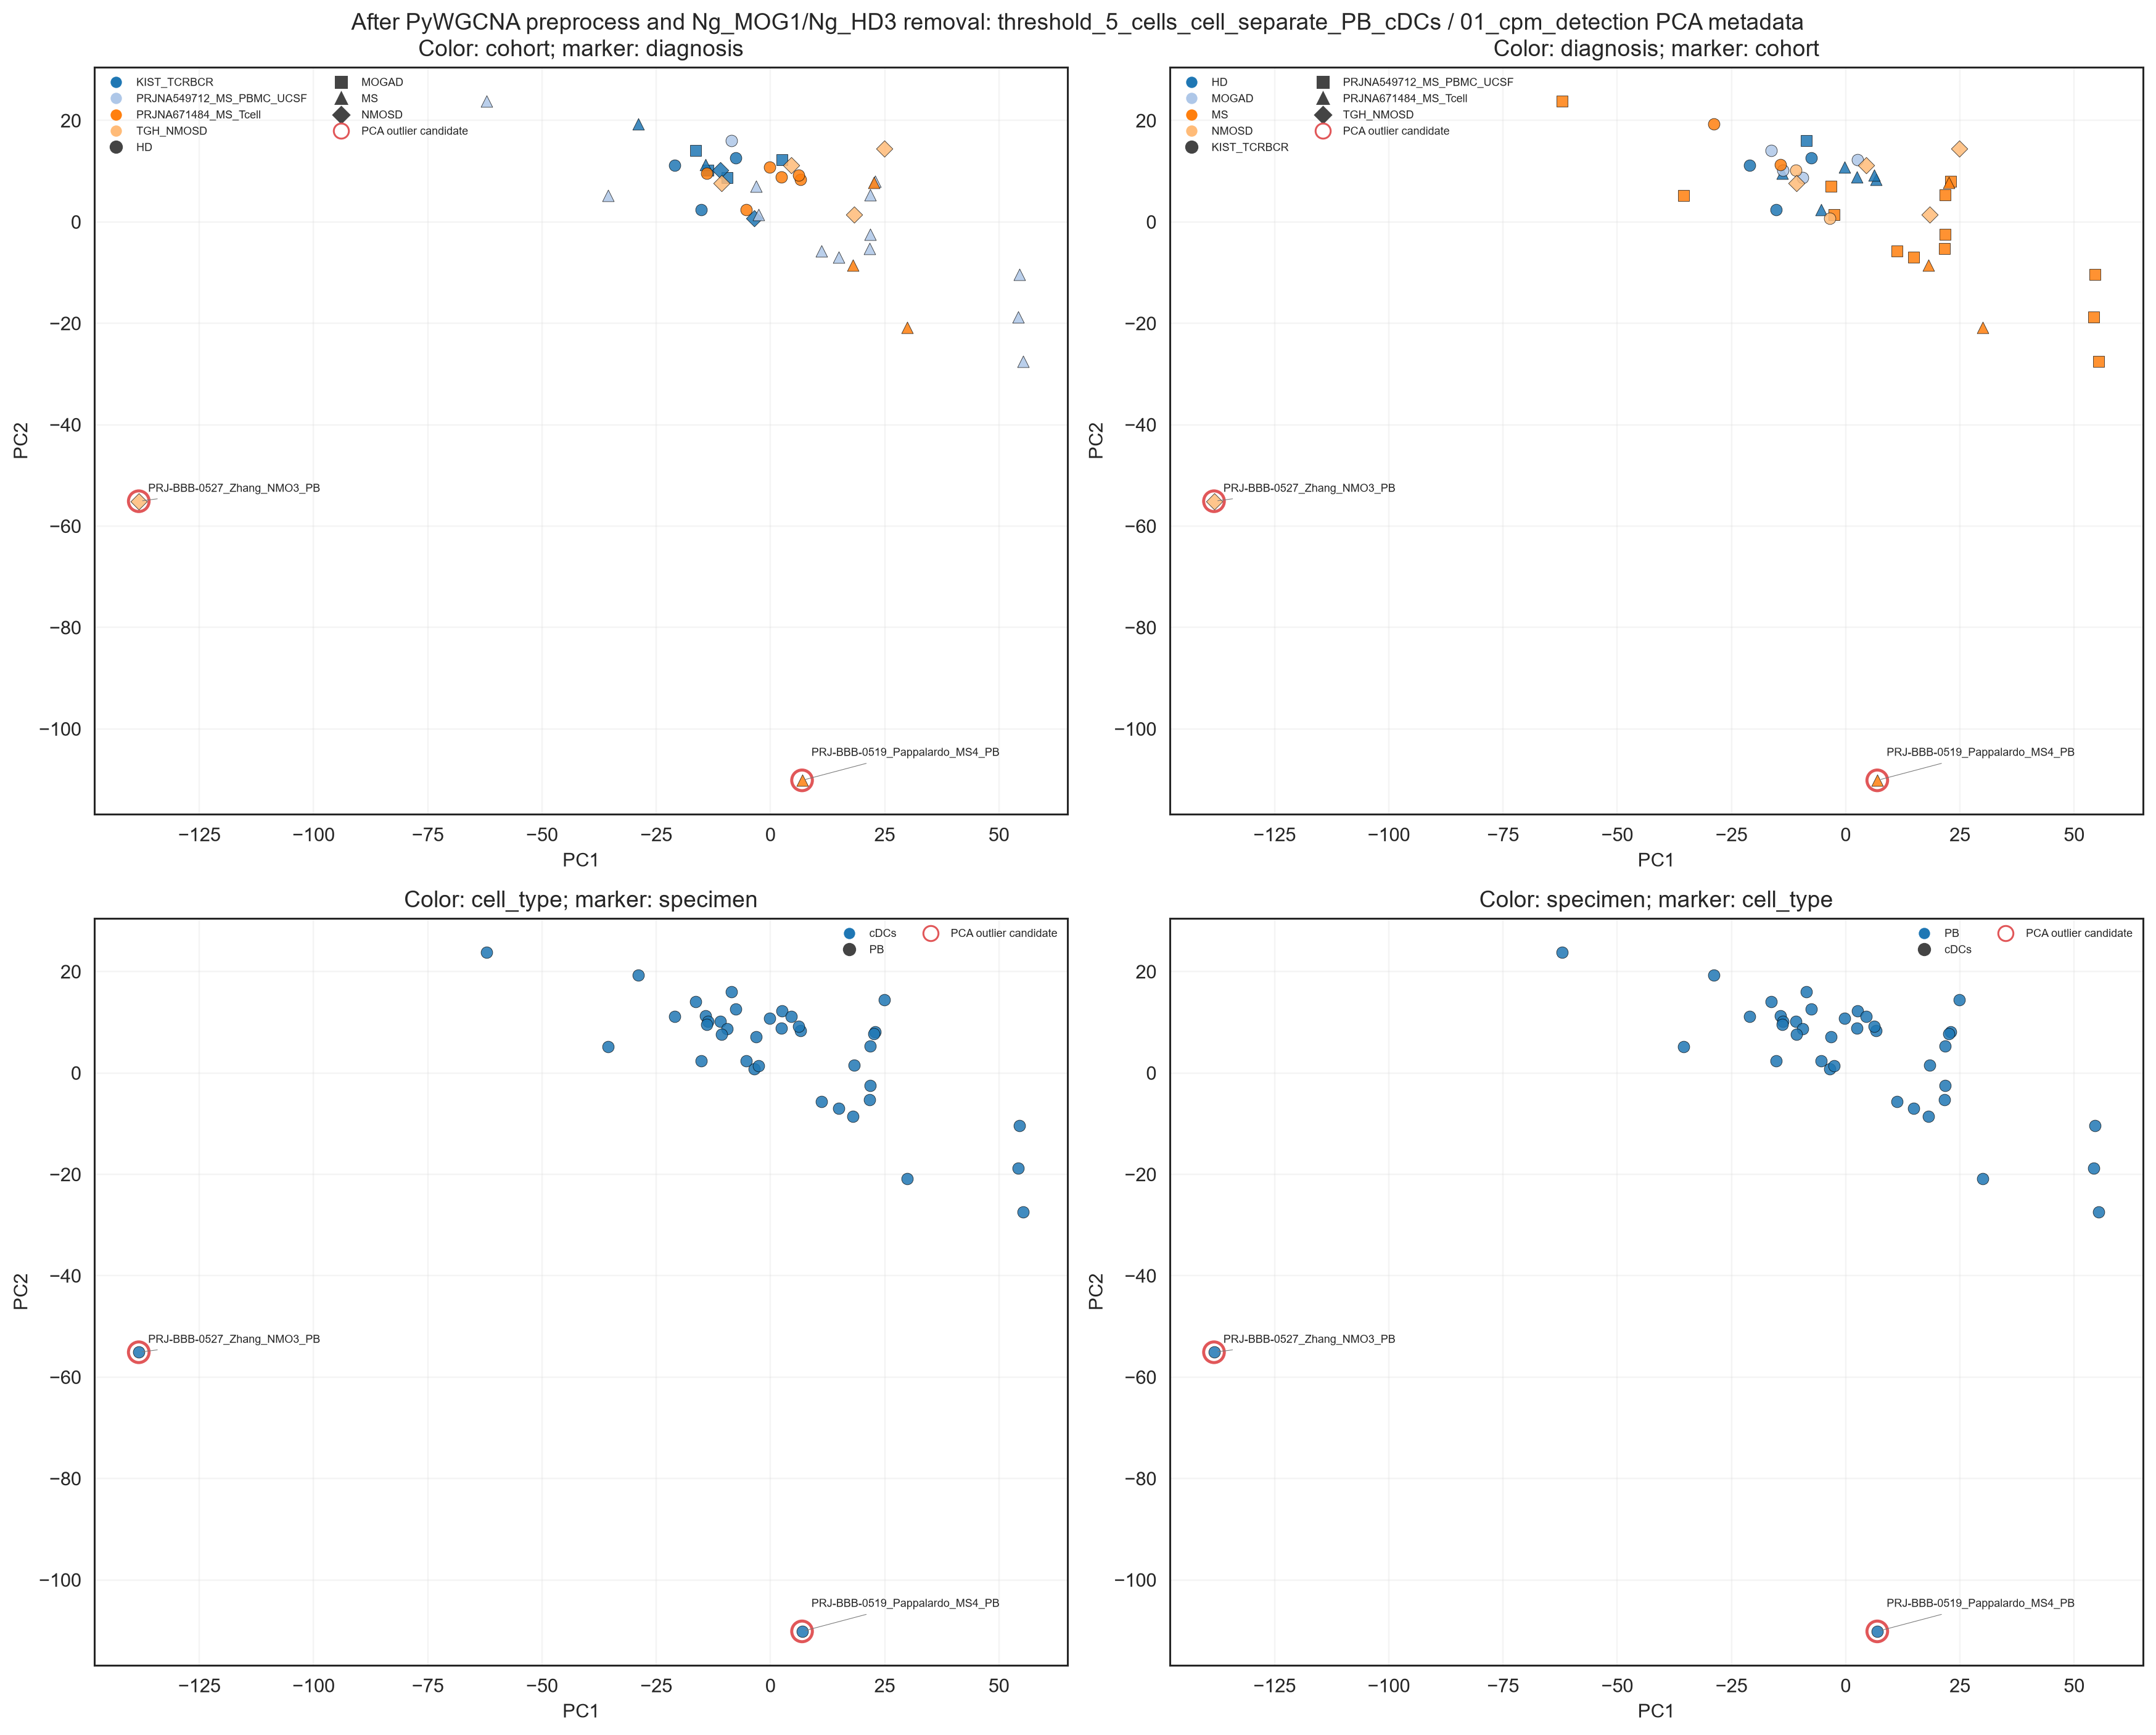 After PyWGCNA preprocess and Ng_MOG1/Ng_HD3 removal: threshold_5_cells_cell_separate_PB_cDCs / 01_cpm_detection PCA metadata
Color: cohort; marker: diagnosis
KIST_TCRBCR
PRJNA549712_MS_PBMC_UCSF
PRJNA671484_MS_Tcell
TGH_NMOSD
HD
MOGAD
MS
NMOSD
PCA outlier candidate
20
0
−20
−40
−60
−80
−100
PC2
PRJ-BBB-0527_Zhang_NMO3_PB
PRJ-BBB-0519_Pappalardo_MS4_PB
−125 −100 −75 −50 −25 0 25 50
PC1
Color: diagnosis; marker: cohort
HD
MOGAD
MS
NMOSD
KIST_TCRBCR
PRJNA549712_MS_PBMC_UCSF
PRJNA671484_MS_Tcell
TGH_NMOSD
PCA outlier candidate
20
0
−20
−40
−60
−80
−100
PC2
PRJ-BBB-0527_Zhang_NMO3_PB
PRJ-BBB-0519_Pappalardo_MS4_PB
−125 −100 −75 −50 −25 0 25 50
PC1
Color: cell_type; marker: specimen
cDCs
PB
PCA outlier candidate
20
0
−20
−40
−60
−80
−100
PC2
PRJ-BBB-0527_Zhang_NMO3_PB
PRJ-BBB-0519_Pappalardo_MS4_PB
−125 −100 −75 −50 −25 0 25 50
PC1
Color: specimen; marker: cell_type
PB
cDCs
PCA outlier candidate
20
0
−20
−40
−60
−80
−100
PC2
PRJ-BBB-0527_Zhang_NMO3_PB
PRJ-BBB-0519_Pappalardo_MS4_PB
−125 −100 −75 −50 −25 0 25 50
PC1